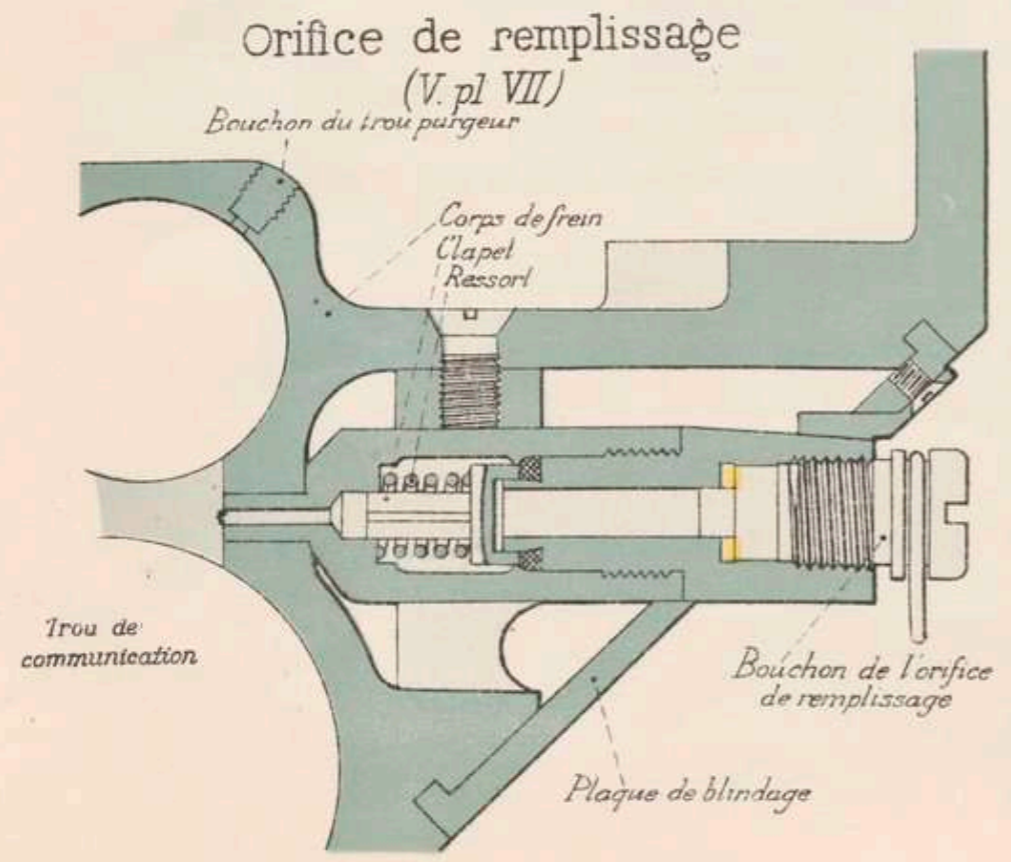 Orifice de remplissage
(V. pl VII)
Bouchon du trou purgeur
Corps de frein
Clapet
Ressort
Trou de
communication
Bouchon de l'orifice
de remplissage
Plaque de blindage